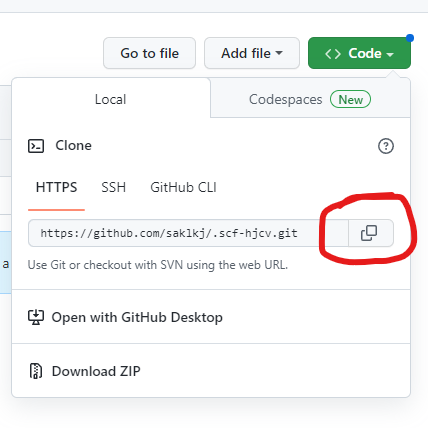 Go to file Add file <> Code
Local Codespaces New
Clone
HTTPS SSH GitHub CLI
https://github.com/saklkj/.scf-hjcv.git
a
Use Git or checkout with SVN using the web URL.
Open with GitHub Desktop
Download ZIP